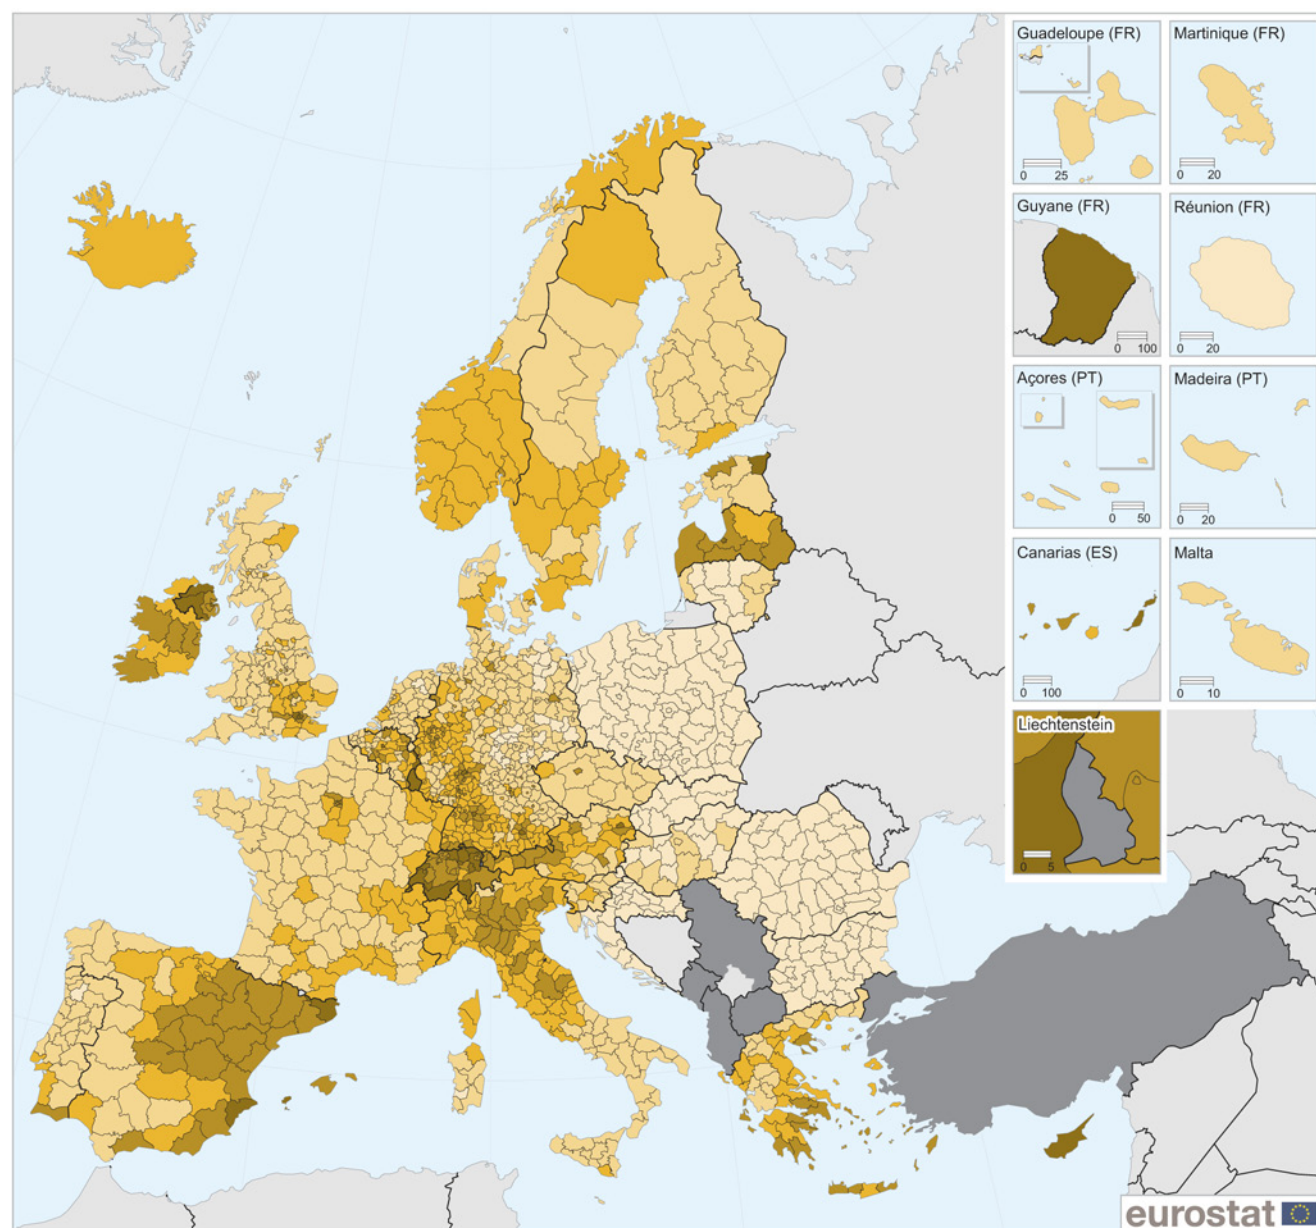 Guadeloupe (FR)
0 25
Martinique (FR)
0 20
Guyane (FR)
0 100
Réunion (FR)
0 20
Açores (PT)
0 50
Madeira (PT)
0 20
Canarias (ES)
0 100
Malta
0 10
Liechtenstein
0 5
eurostat